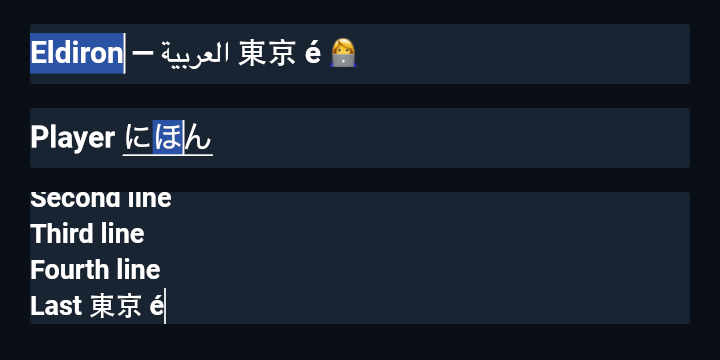 Eldiron — العربية 東京 é 👩‍💻
Player にほん
Second line
Third line
Fourth line
Last 東京 é